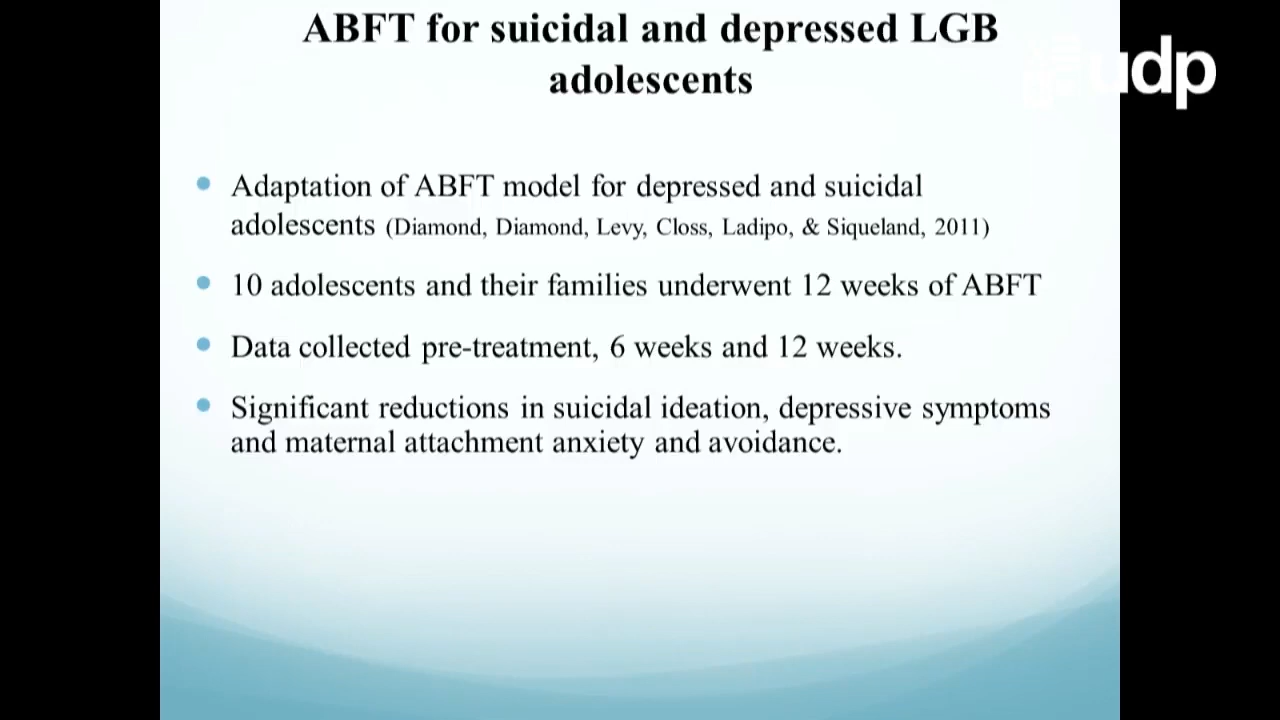 ABFT for suicidal and depressed LGB
adolescents
udp
Adaptation of ABFT model for depressed and suicidal
adolescents (Diamond, Diamond, Levy, Closs, Ladipo, & Siqueland, 2011)
10 adolescents and their families underwent 12 weeks of ABFT
Data collected pre-treatment, 6 weeks and 12 weeks.
Significant reductions in suicidal ideation, depressive symptoms
and maternal attachment anxiety and avoidance.